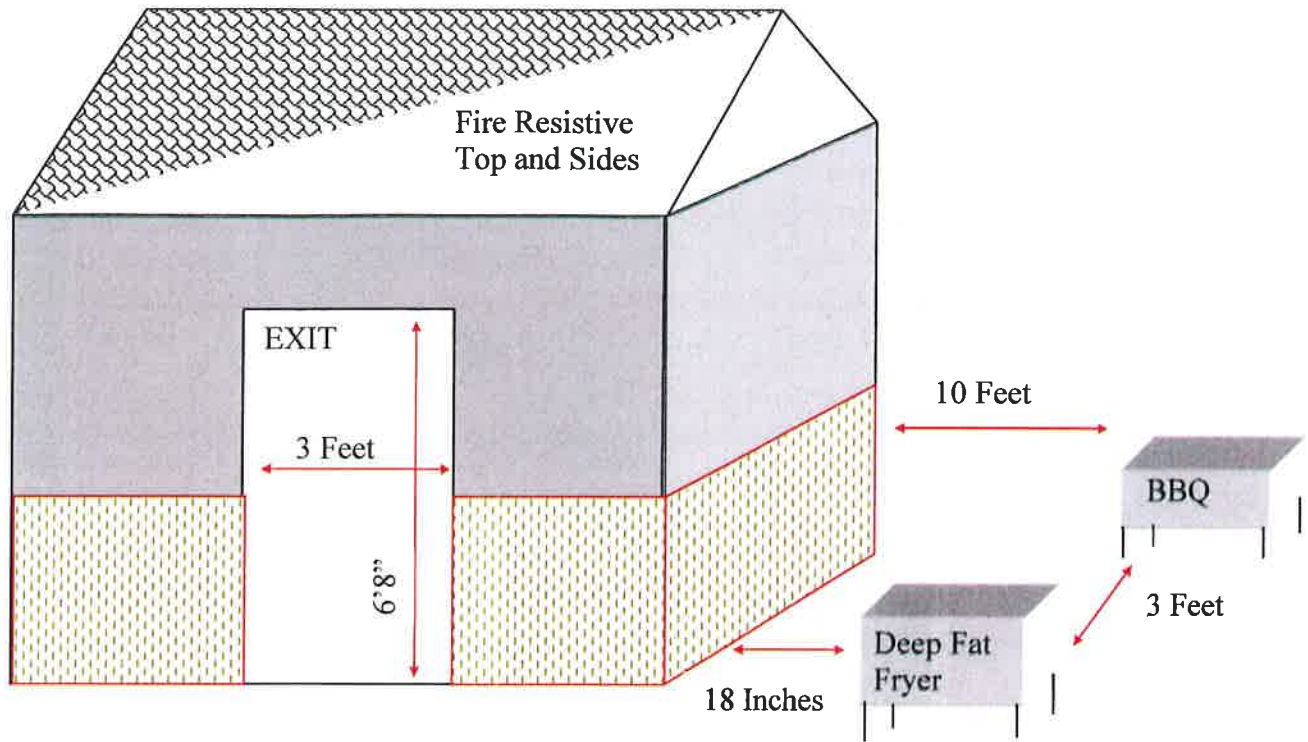 Fire Resistive
Top and Sides
EXIT
3 Feet
6’8”
10 Feet
BBQ
3 Feet
Deep Fat
Fryer
18 Inches